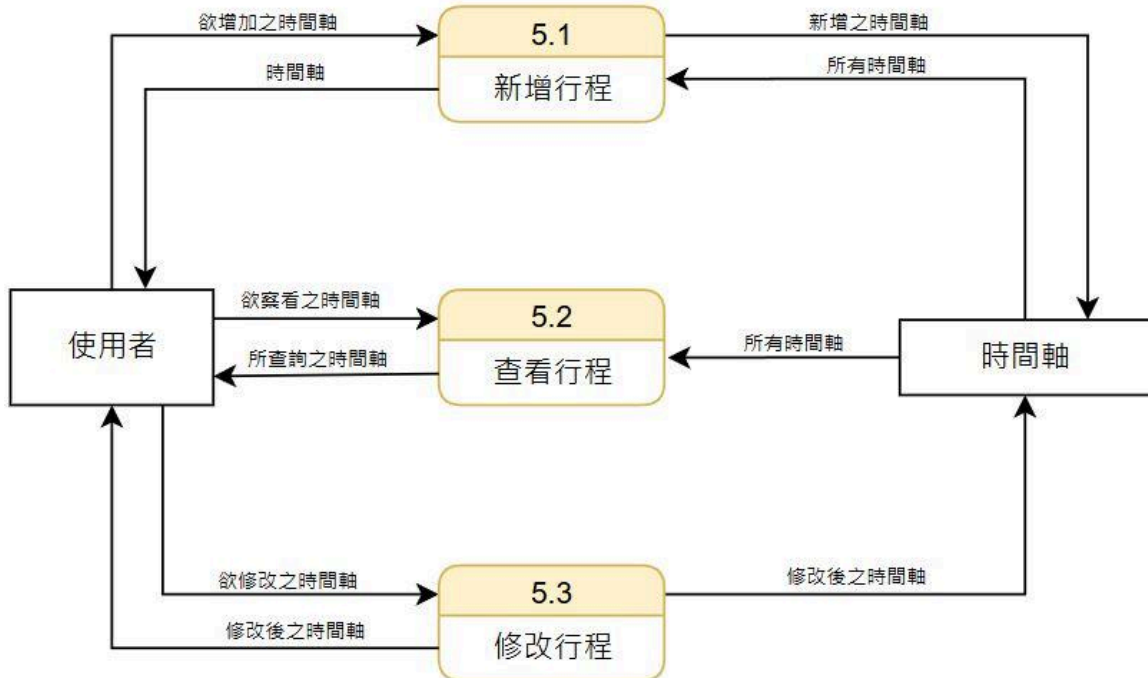 欲增加之時間軸
5.1
新增之時間軸
時間軸
新增行程
所有時間軸
使用者
欲察看之時間軸
5.2
所有時間軸
時間軸
所查詢之時間軸
查看行程
欲修改之時間軸
5.3
修改後之時間軸
修改後之時間軸
修改行程